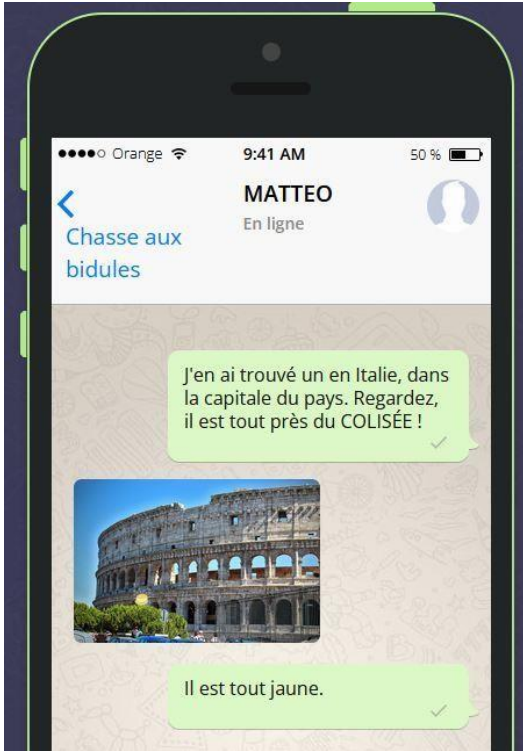 Orange 9:41 AM 50 %
MATTEO
En ligne
Chasse aux
bidules
J'en ai trouvé un en Italie, dans
la capitale du pays. Regardez,
il est tout près du COLISÉE !
Il est tout jaune.